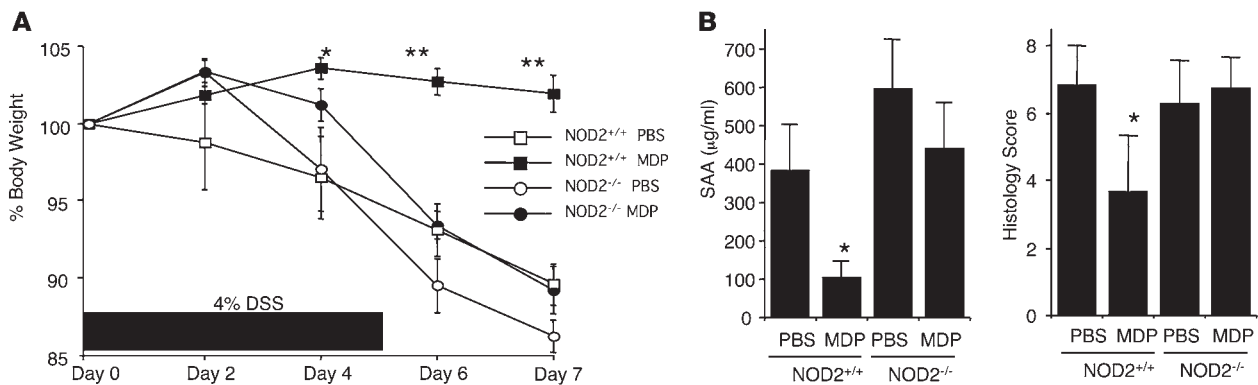 A
% Body Weight
105
100
95
90
85
*
**
**
NOD2+/+ PBS
NOD2+/+ MDP
NOD2-/- PBS
NOD2-/- MDP
4% DSS
Day 0
Day 2
Day 4
Day 6
Day 7
B
SAA (μg/ml)
700
600
500
400
300
200
100
0
*
PBS MDP PBS MDP
NOD2+/+ NOD2-/-
Histology Score
8
6
4
2
0
*
PBS MDP PBS MDP
NOD2+/+ NOD2-/-